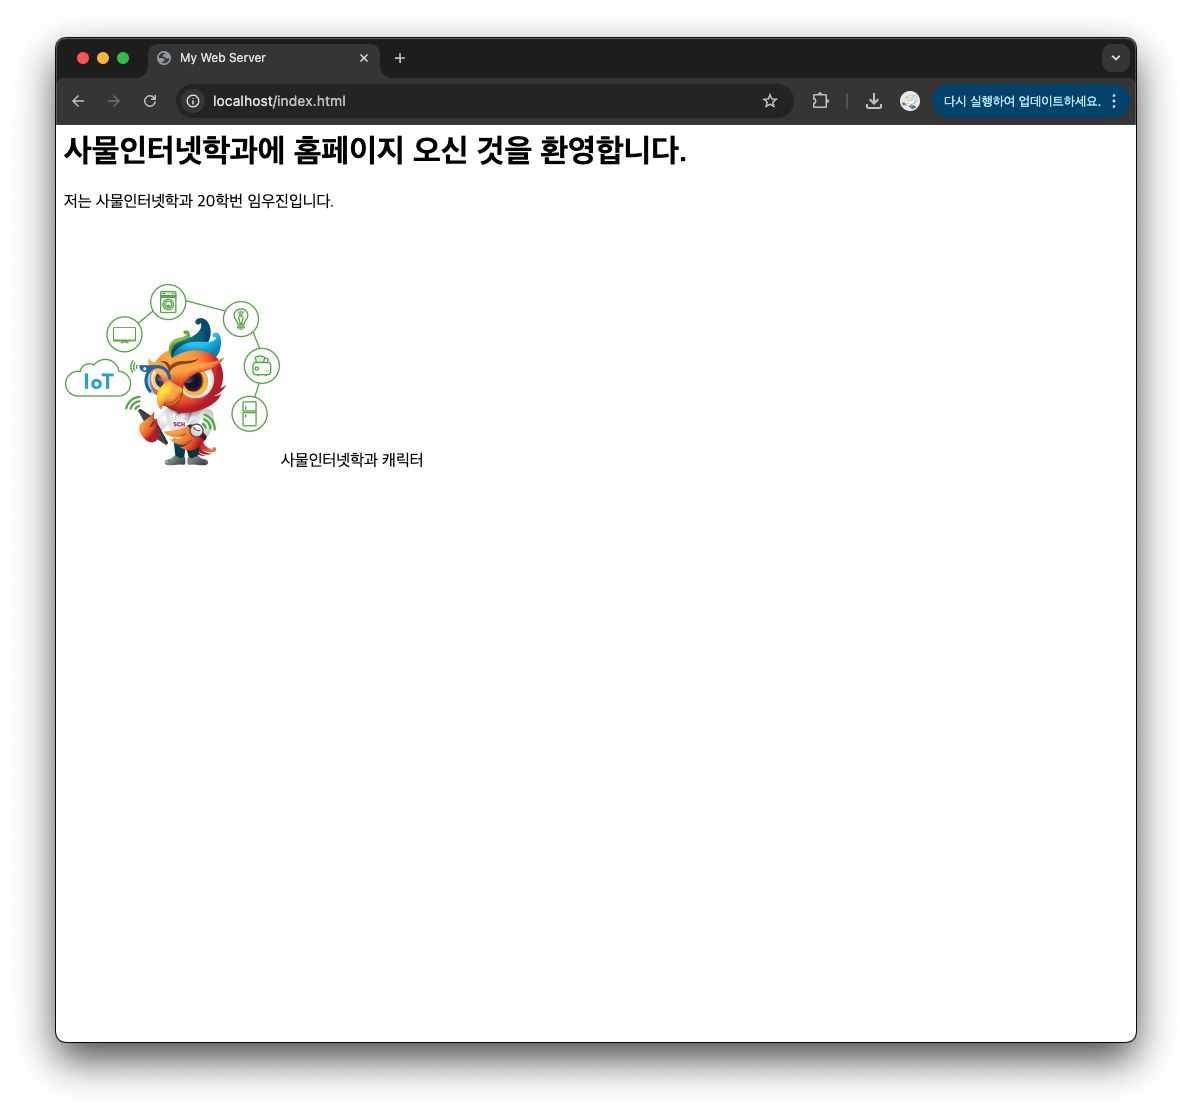 My Web Server
localhost/index.html
다시 실행하여 업데이트하세요.
사물인터넷학과에 홈페이지 오신 것을 환영합니다.
저는 사물인터넷학과 20학번 임우진입니다.
IoT
SCH
사물인터넷학과 캐릭터